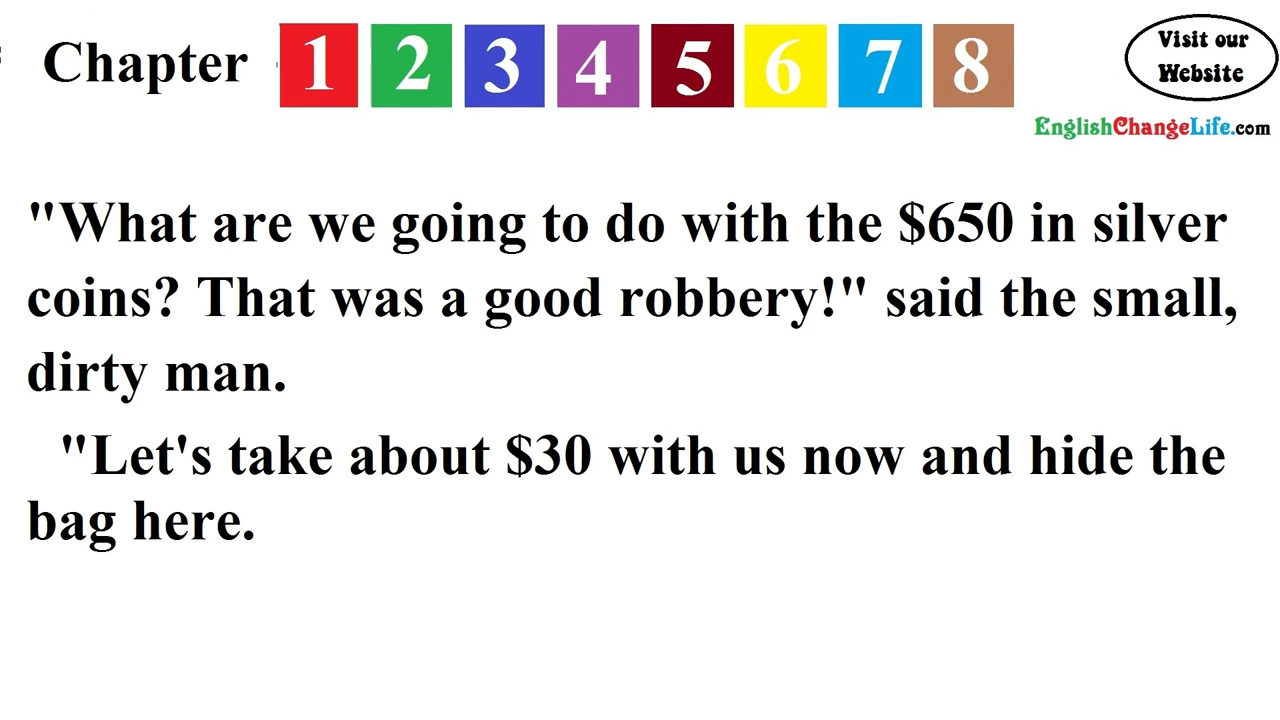 Chapter 1 2 3 4 5 6 7 8
Visit our
Website
EnglishChangeLife.com
"What are we going to do with the $650 in silver
coins? That was a good robbery!" said the small,
dirty man.
"Let's take about $30 with us now and hide the
bag here.